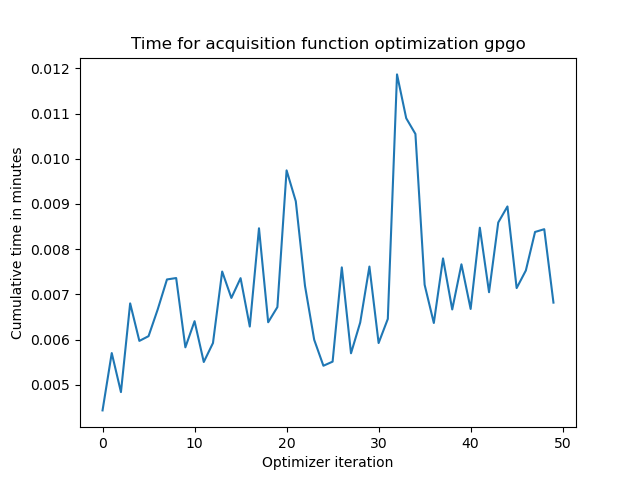 Time for acquisition function optimization gpgo
0.012
0.011
0.010
0.009
0.008
0.007
0.006
0.005
Cumulative time in minutes
0 10 20 30 40 50
Optimizer iteration